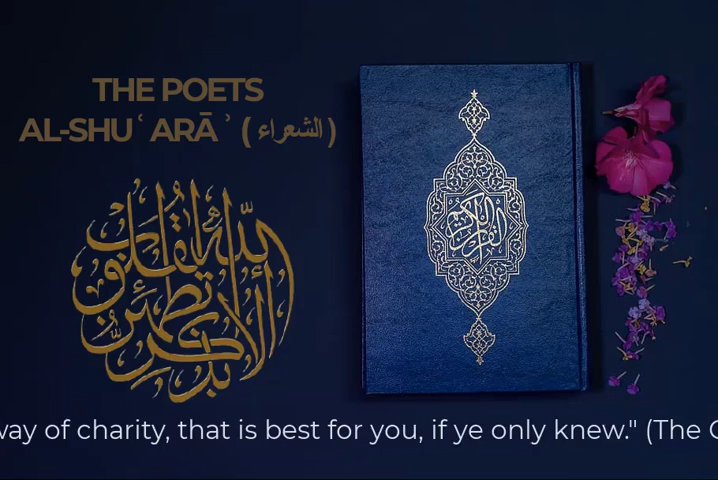 THE POETS
AL-SHUʿARĀʾ (الشعراء)
ألا بذكر الله تطمئن القلوب
القرآن الكريم
way of charity, that is best for you, if ye only knew." (The